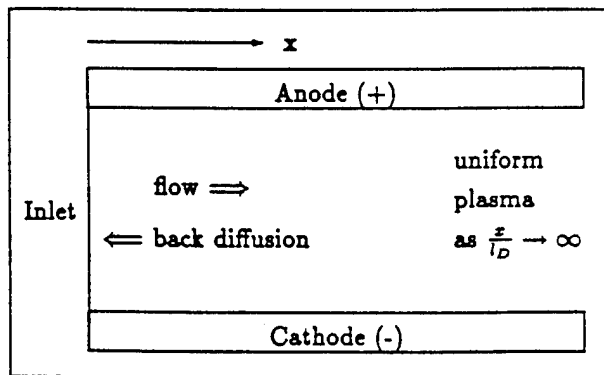 x
Anode (+)
Inlet
flow ⟹
⟸ back diffusion
uniform
plasma
as x/l_D → ∞
Cathode (-)